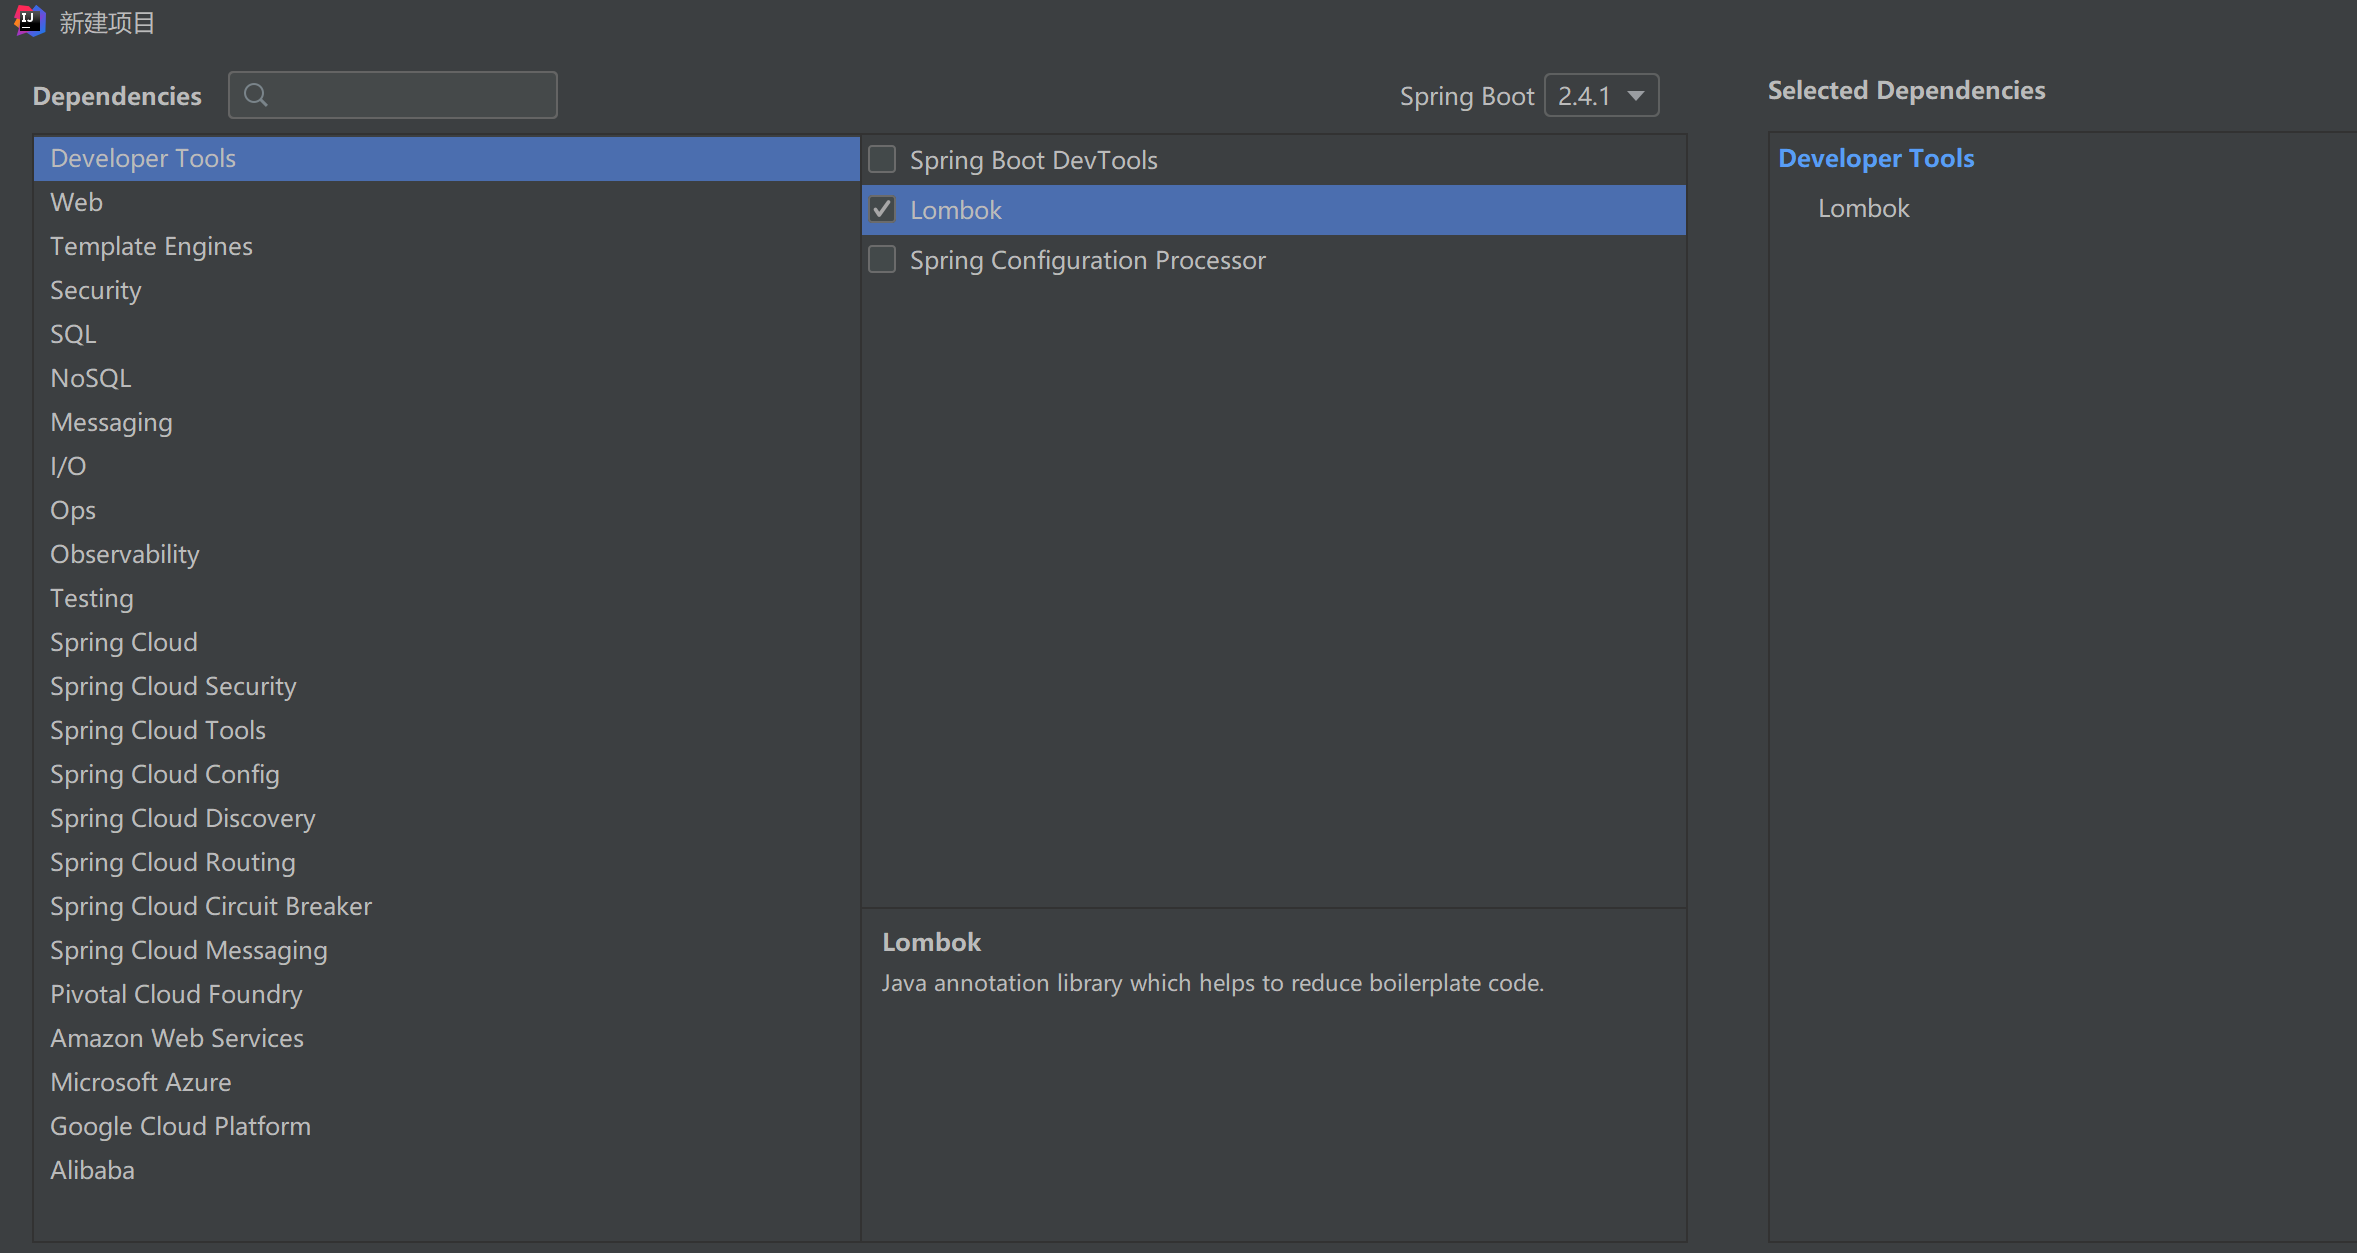 新建项目
Dependencies
Spring Boot 2.4.1
Selected Dependencies
Developer Tools
Web
Template Engines
Security
SQL
NoSQL
Messaging
I/O
Ops
Observability
Testing
Spring Cloud
Spring Cloud Security
Spring Cloud Tools
Spring Cloud Config
Spring Cloud Discovery
Spring Cloud Routing
Spring Cloud Circuit Breaker
Spring Cloud Messaging
Pivotal Cloud Foundry
Amazon Web Services
Microsoft Azure
Google Cloud Platform
Alibaba
Spring Boot DevTools
Lombok
Spring Configuration Processor
Lombok
Java annotation library which helps to reduce boilerplate code.
Developer Tools
Lombok